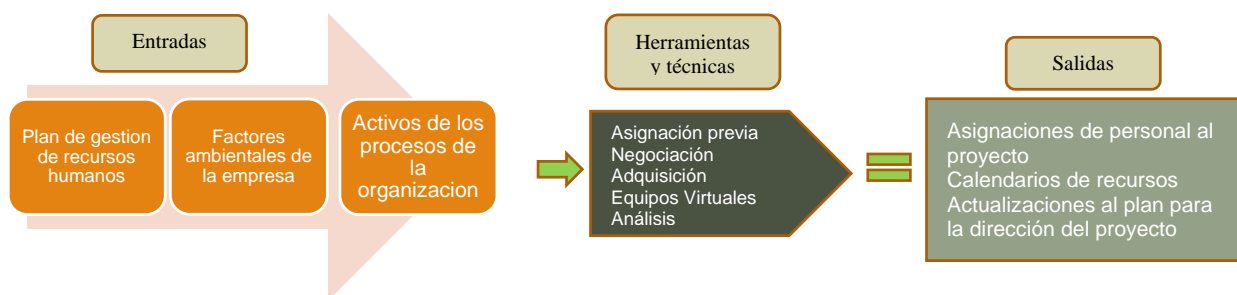 Entradas
Plan de gestion
de recursos
humanos
Factores
ambientales de
la empresa
Activos de los
procesos de
la
organizacion
Herramientas
y técnicas
Asignación previa
Negociación
Adquisición
Equipos Virtuales
Análisis
Salidas
Asignaciones de personal al
proyecto
Calendarios de recursos
Actualizaciones al plan para
la dirección del proyecto